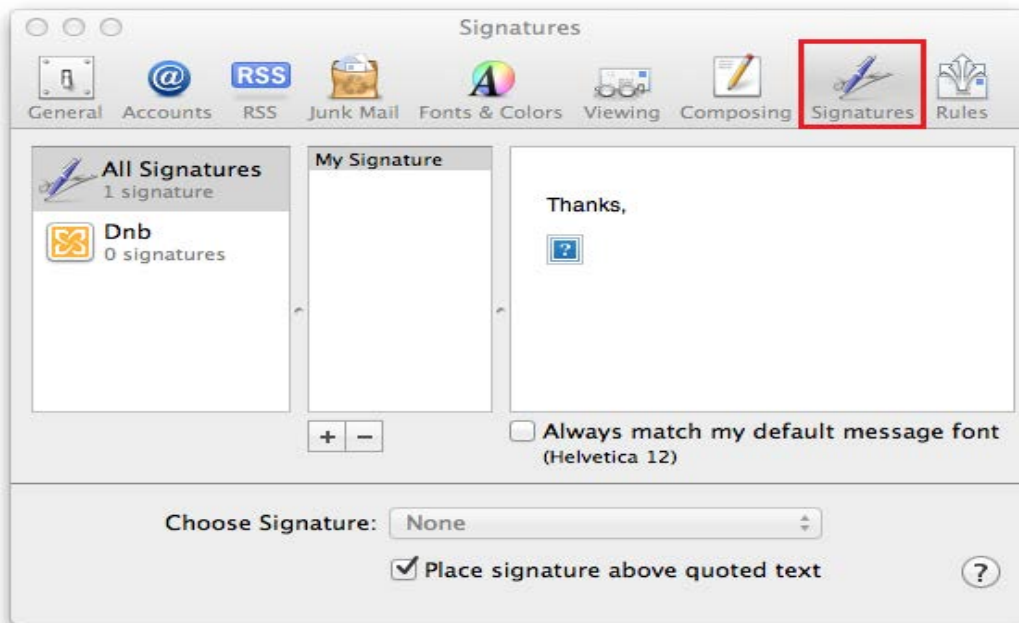 Signatures
RSS
General Accounts RSS Junk Mail Fonts & Colors Viewing Composing Signatures Rules
All Signatures
1 signature
Dnb
0 signatures
My Signature
Thanks,
?
+ −
Always match my default message font
(Helvetica 12)
Choose Signature: None
Place signature above quoted text
?